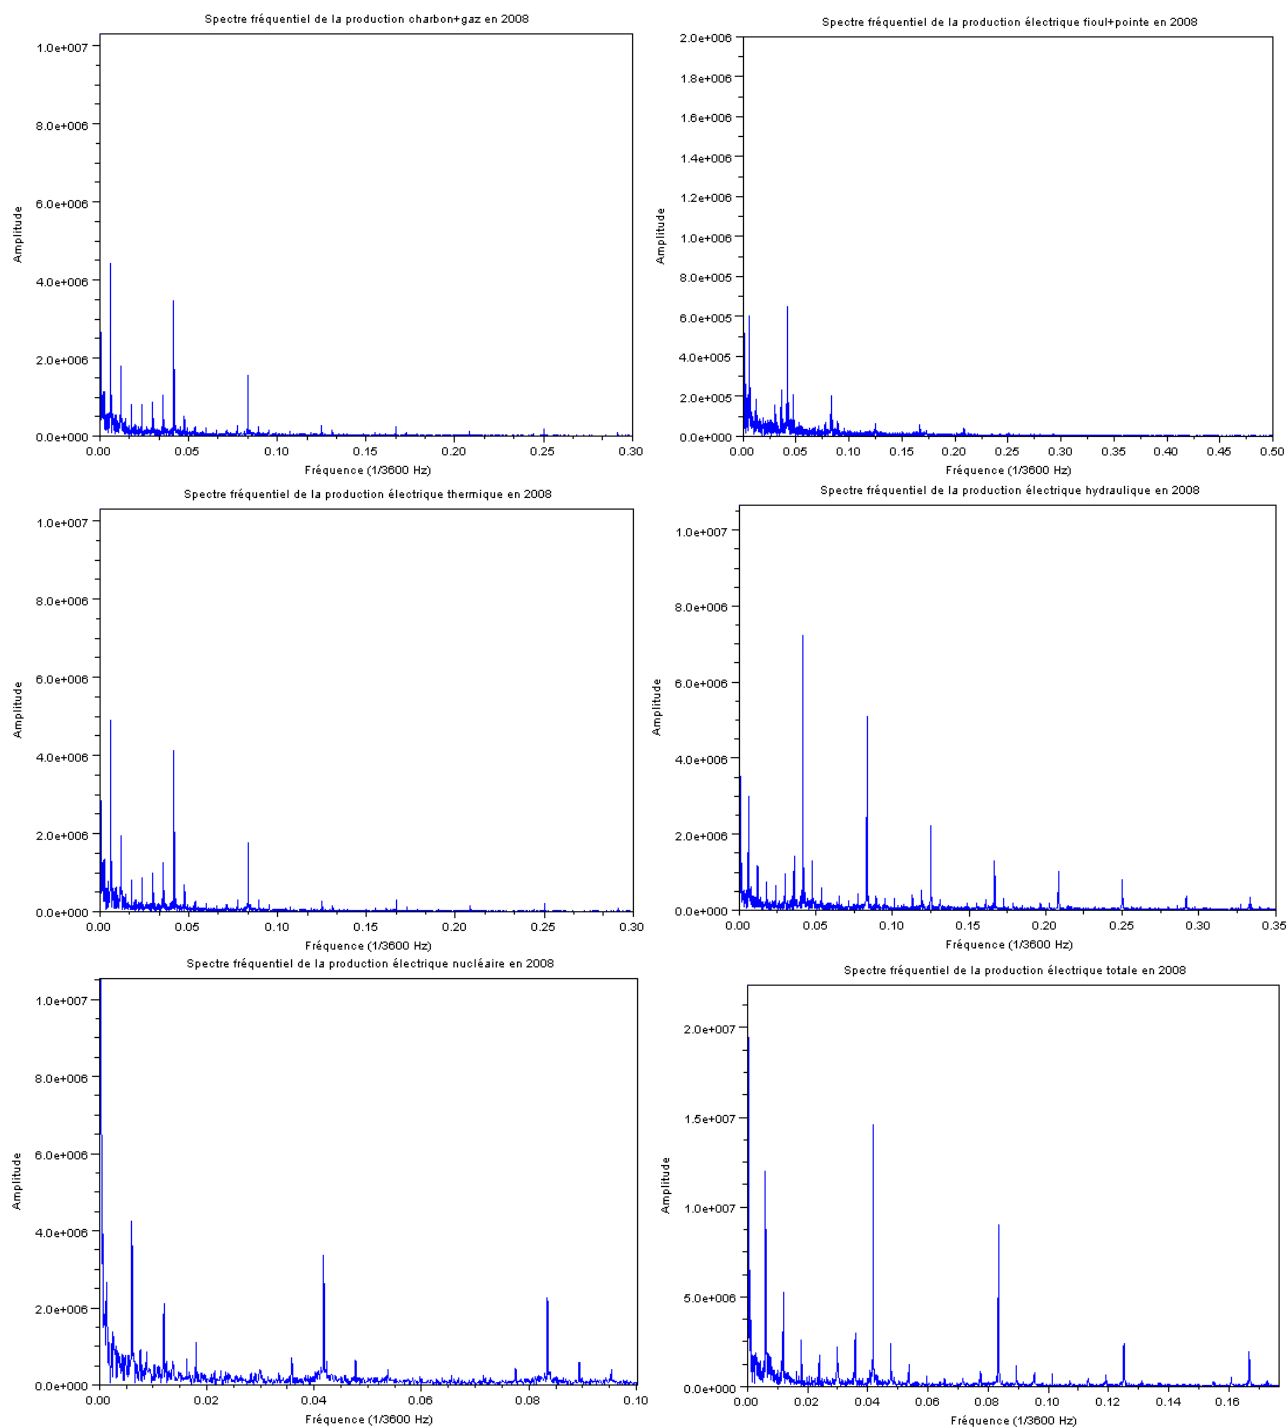 Spectre fréquentiel de la production charbon+gaz en 2008
1.0e+007
8.0e+006
6.0e+006
4.0e+006
2.0e+006
0.0e+000
Amplitude
0.00 0.05 0.10 0.15 0.20 0.25 0.30
Fréquence (1/3600 Hz)
Spectre fréquentiel de la production électrique fioul+pointe en 2008
2.0e+006
1.8e+006
1.6e+006
1.4e+006
1.2e+006
1.0e+006
8.0e+005
6.0e+005
4.0e+005
2.0e+005
0.0e+000
Amplitude
0.00 0.05 0.10 0.15 0.20 0.25 0.30 0.35 0.40 0.45 0.50
Fréquence (1/3600 Hz)
Spectre fréquentiel de la production électrique thermique en 2008
1.0e+007
8.0e+006
6.0e+006
4.0e+006
2.0e+006
0.0e+000
Amplitude
0.00 0.05 0.10 0.15 0.20 0.25 0.30
Fréquence (1/3600 Hz)
Spectre fréquentiel de la production électrique hydraulique en 2008
1.0e+007
8.0e+006
6.0e+006
4.0e+006
2.0e+006
0.0e+000
Amplitude
0.00 0.05 0.10 0.15 0.20 0.25 0.30 0.35
Fréquence (1/3600 Hz)
Spectre fréquentiel de la production électrique nucléaire en 2008
1.0e+007
8.0e+006
6.0e+006
4.0e+006
2.0e+006
0.0e+000
Amplitude
0.00 0.02 0.04 0.06 0.08 0.10
Fréquence (1/3600 Hz)
Spectre fréquentiel de la production électrique totale en 2008
2.0e+007
1.5e+007
1.0e+007
5.0e+006
0.0e+000
Amplitude
0.00 0.02 0.04 0.06 0.08 0.10 0.12 0.14 0.16
Fréquence (1/3600 Hz)